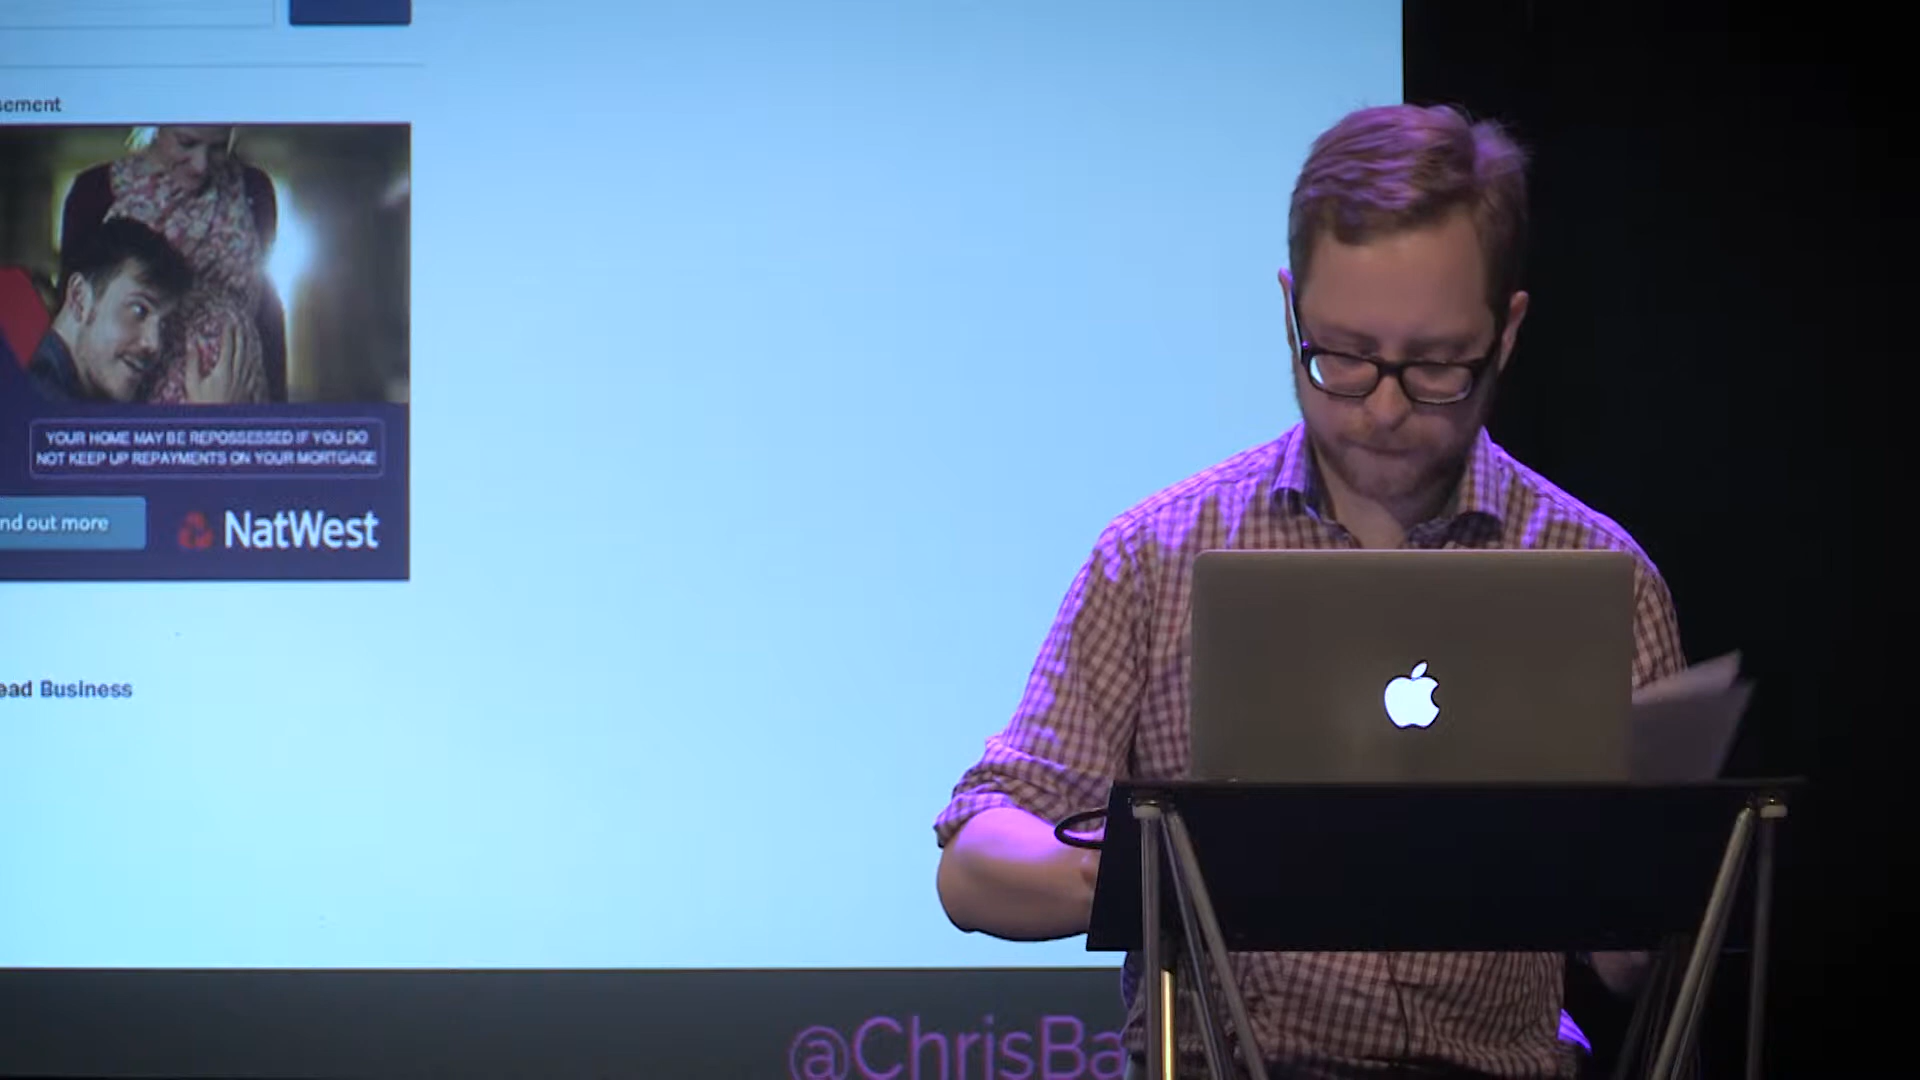 sement
YOUR HOME MAY BE REPOSSESSED IF YOU DO
NOT KEEP UP REPAYMENTS ON YOUR MORTGAGE
nd out more
NatWest
ead Business
@ChrisBa